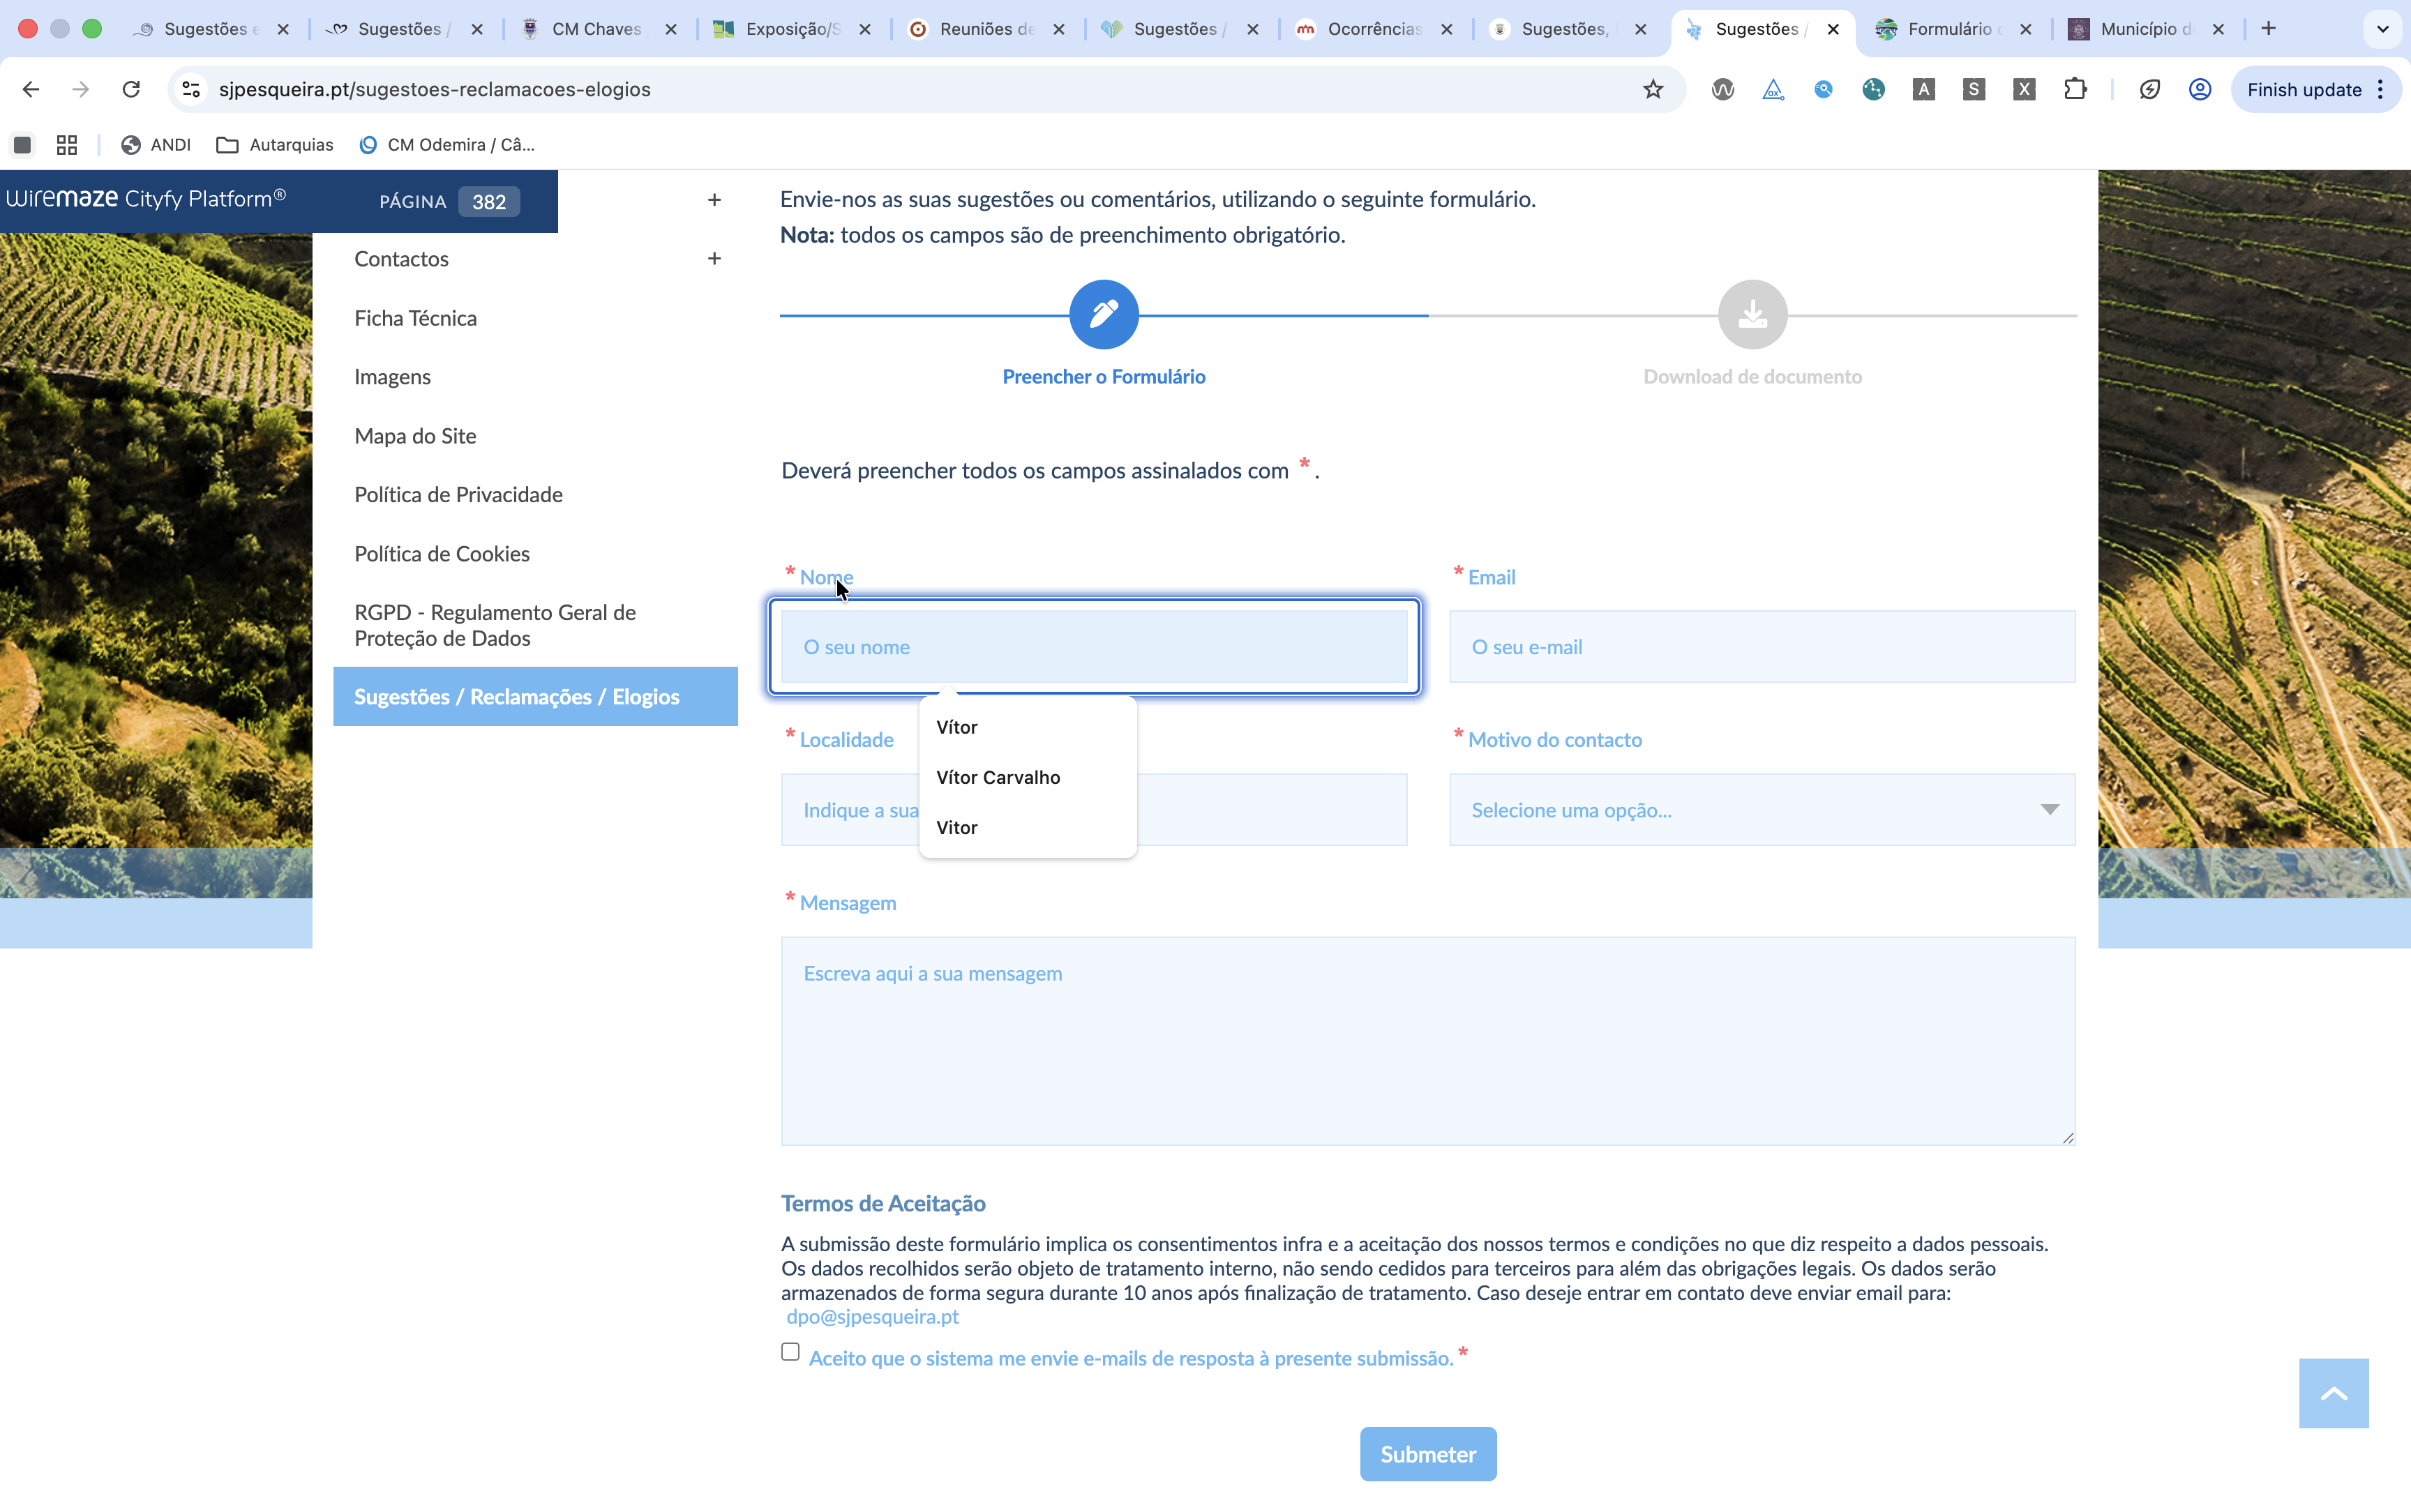 Sugestões e
Sugestões /
CM Chaves
Exposição/S
Reuniões de
Sugestões /
Ocorrências
Sugestões,
Sugestões /
Formulário
Município d
sjpesqueira.pt/sugestoes-reclamacoes-elogios
A
S
X
Finish update
ANDI
Autarquias
CM Odemira / Câ...
wiremaze Cityfy Platform®
PÁGINA 382
Contactos
Ficha Técnica
Imagens
Mapa do Site
Política de Privacidade
Política de Cookies
RGPD - Regulamento Geral de
Proteção de Dados
Sugestões / Reclamações / Elogios
Envie-nos as suas sugestões ou comentários, utilizando o seguinte formulário.
Nota: todos os campos são de preenchimento obrigatório.
Preencher o Formulário
Download de documento
Deverá preencher todos os campos assinalados com * .
* Nome
O seu nome
* Email
O seu e-mail
Vítor
Vítor Carvalho
Vitor
* Localidade
Indique a sua
* Motivo do contacto
Selecione uma opção...
* Mensagem
Escreva aqui a sua mensagem
Termos de Aceitação
A submissão deste formulário implica os consentimentos infra e a aceitação dos nossos termos e condições no que diz respeito a dados pessoais.
Os dados recolhidos serão objeto de tratamento interno, não sendo cedidos para terceiros para além das obrigações legais. Os dados serão
armazenados de forma segura durante 10 anos após finalização de tratamento. Caso deseje entrar em contato deve enviar email para:
dpo@sjpesqueira.pt
Aceito que o sistema me envie e-mails de resposta à presente submissão. *
Submeter